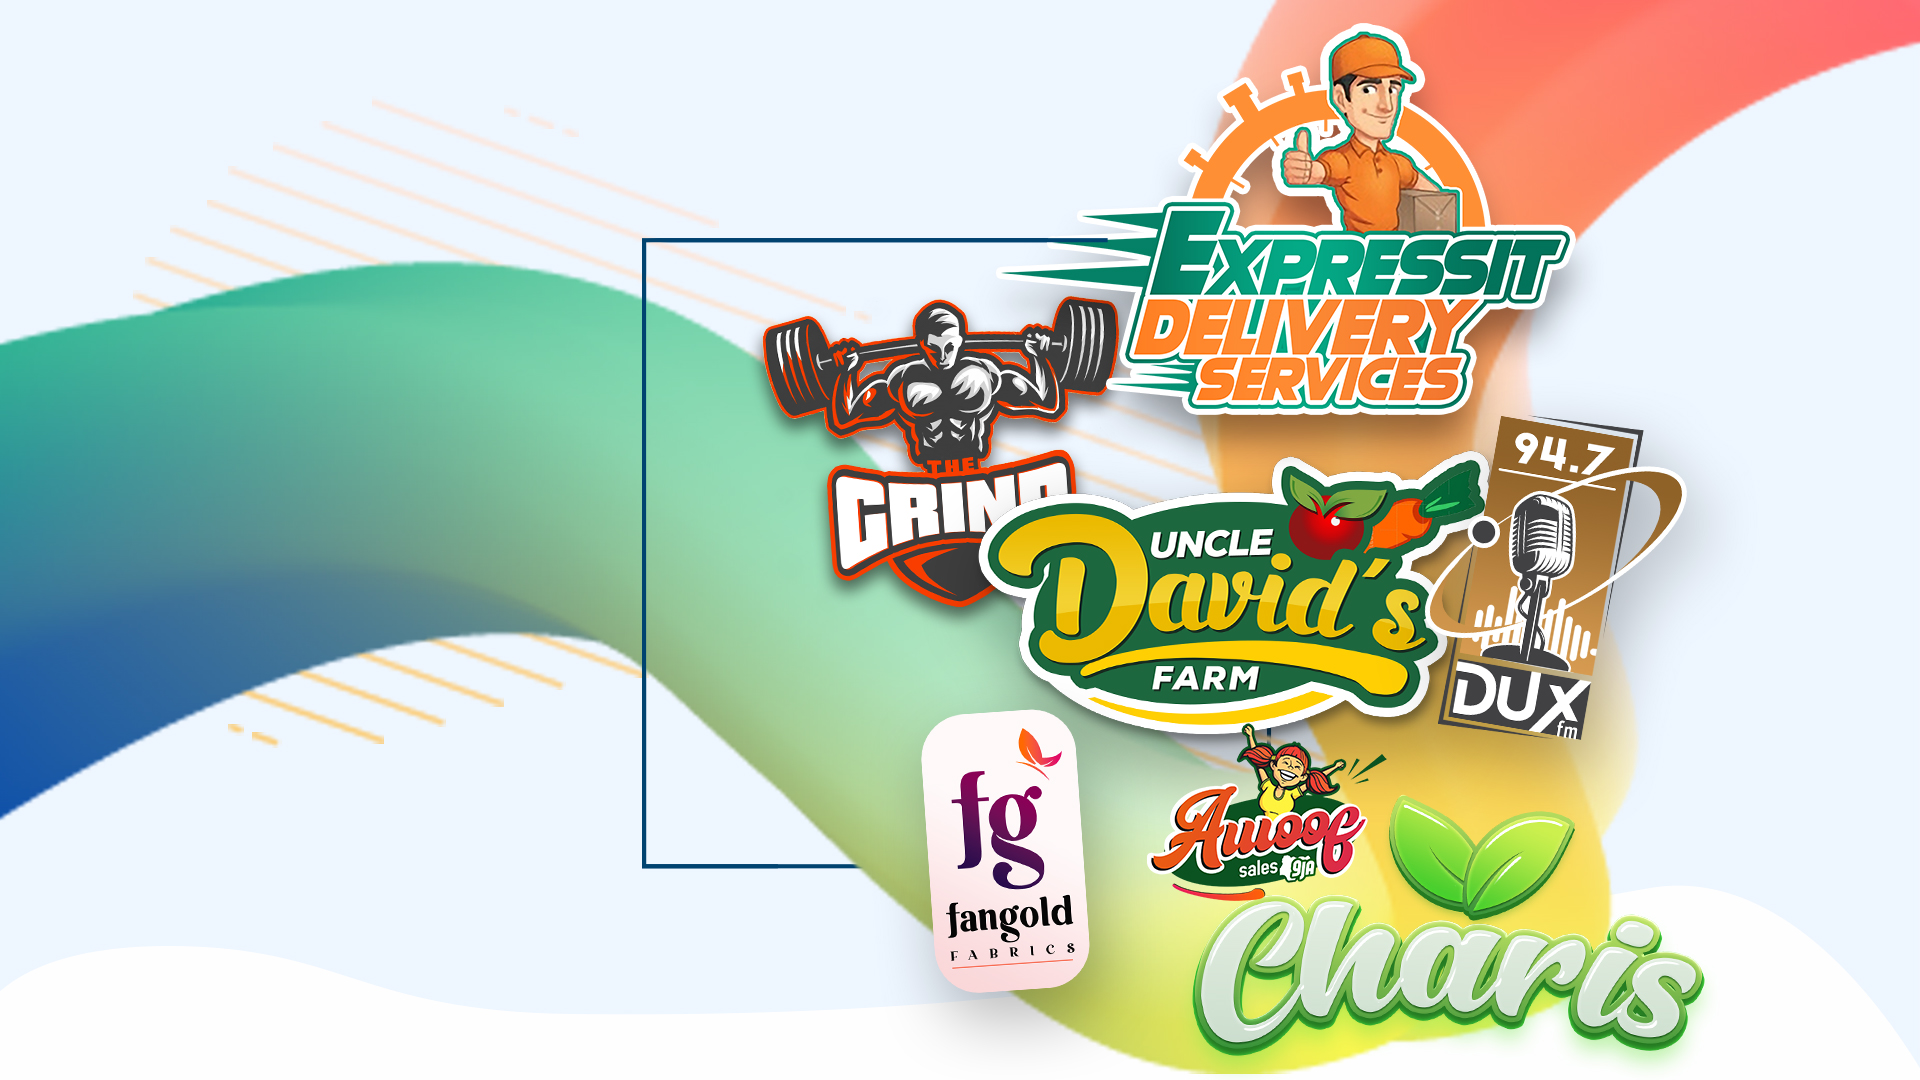 EXPRESSIT
DELIVERY
SERVICES
THE
GRIND
94.7
DUX
fm
UNCLE
David's
FARM
fg
fangold
FABRICS
Awoof
sales 9JA
Charis